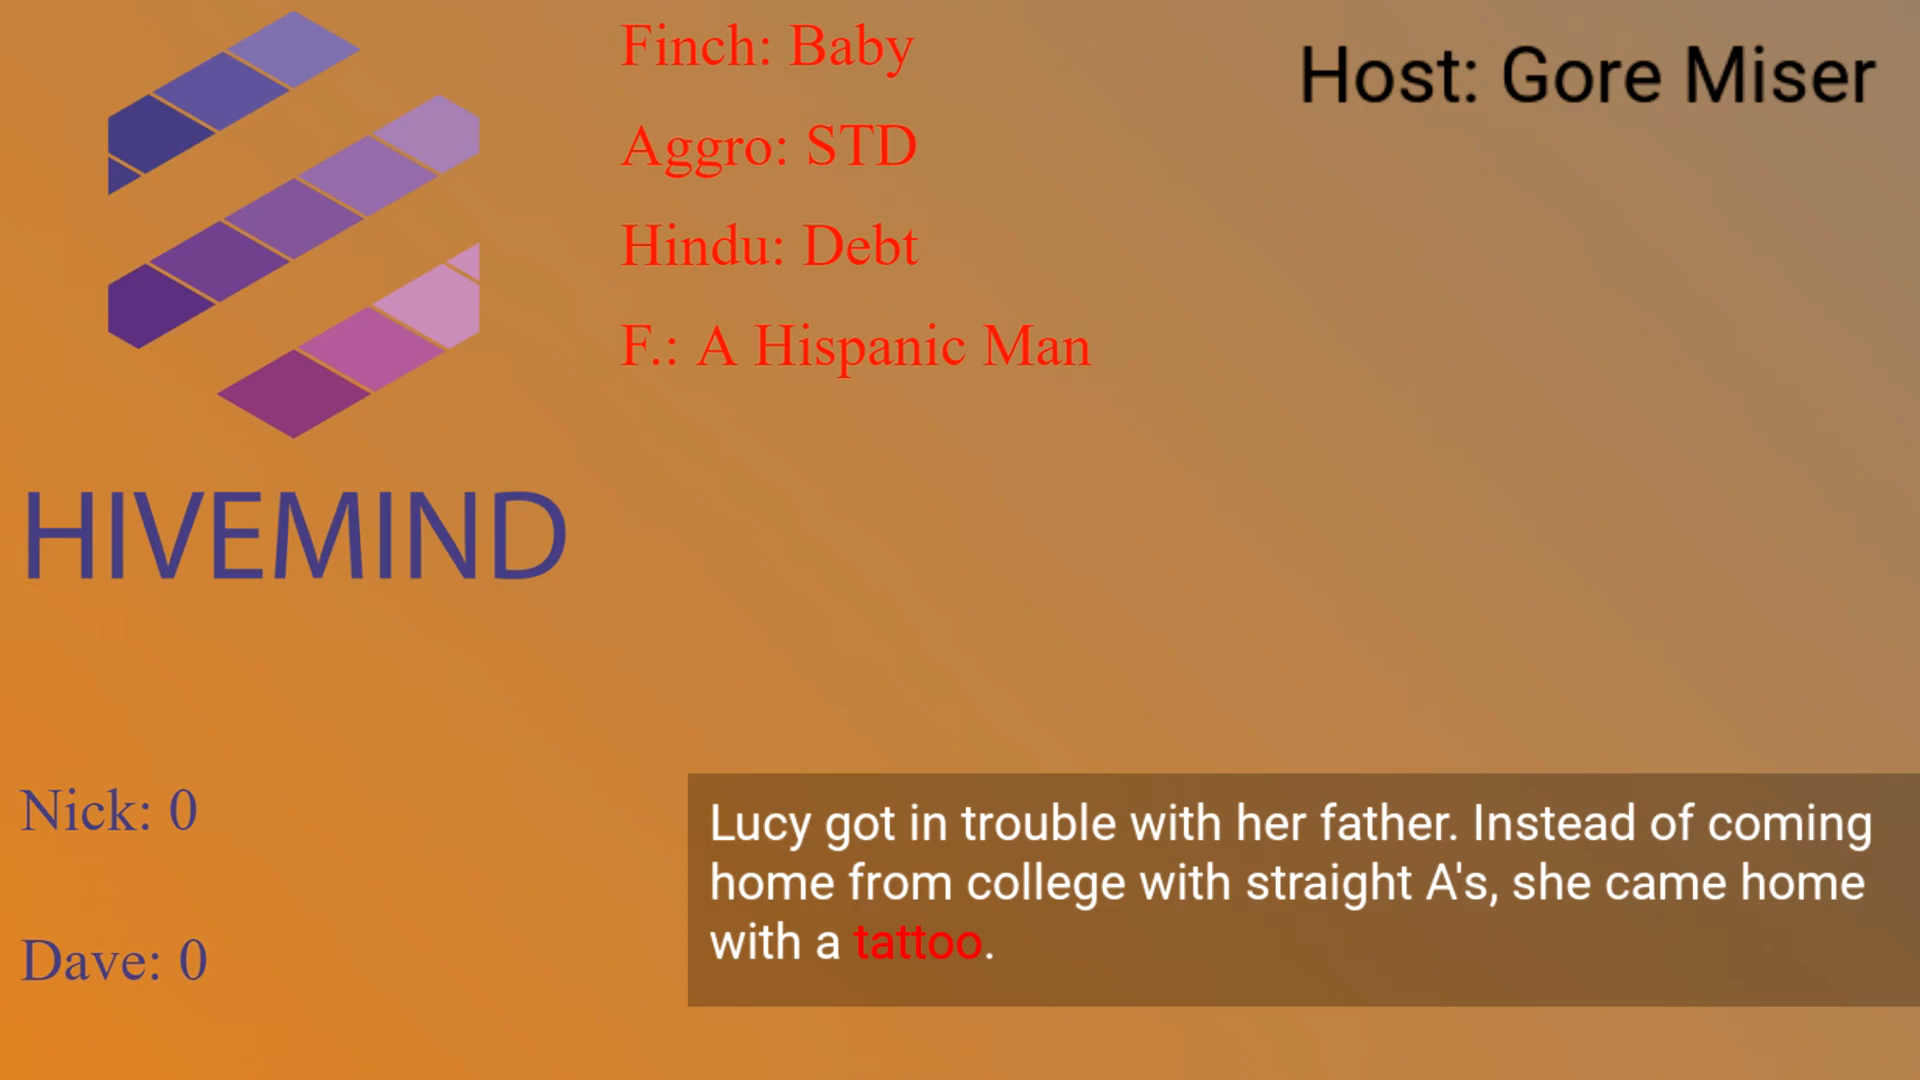 Finch: Baby
Host: Gore Miser
Aggro: STD
Hindu: Debt
F.: A Hispanic Man
HIVEMIND
Nick: 0
Dave: 0
Lucy got in trouble with her father. Instead of coming
home from college with straight A's, she came home
with a tattoo.